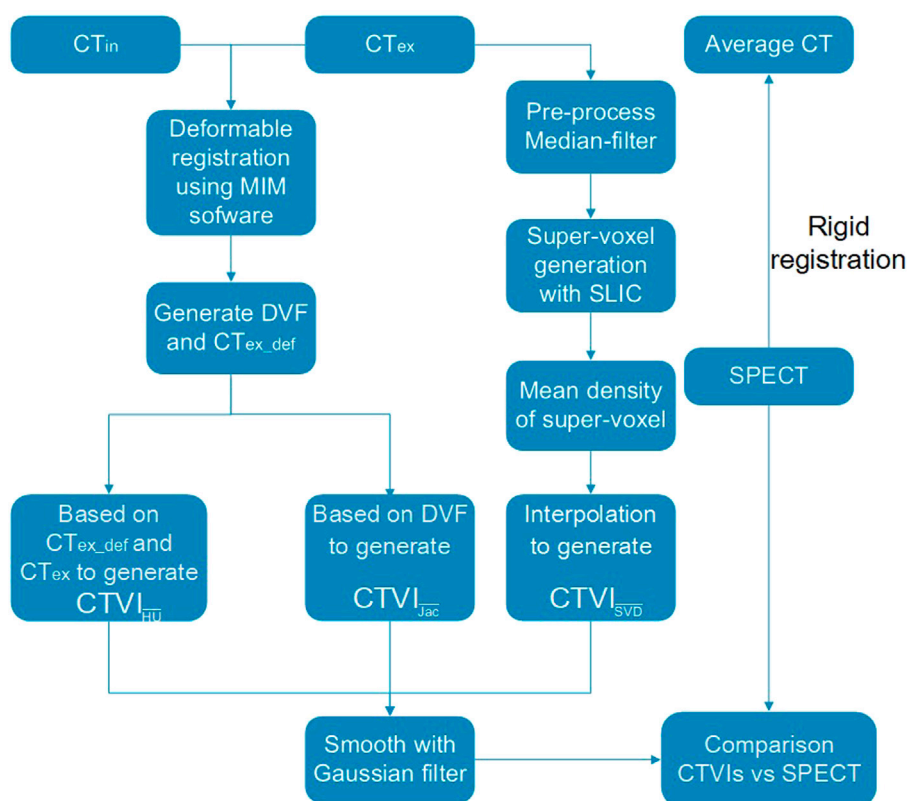 CTin
CTex
Average CT
Pre-process
Median-filter
Deformable
registration
using MIM
sofware
Super-voxel
generation
with SLIC
Rigid
registration
Generate DVF
and CTex_def
Mean density
of super-voxel
SPECT
Based on
CTex_def and
CTex to generate
CTVIHU
Based on DVF
to generate
CTVIJac
Interpolation
to generate
CTVISVD
Smooth with
Gaussian filter
Comparison
CTVIs vs SPECT